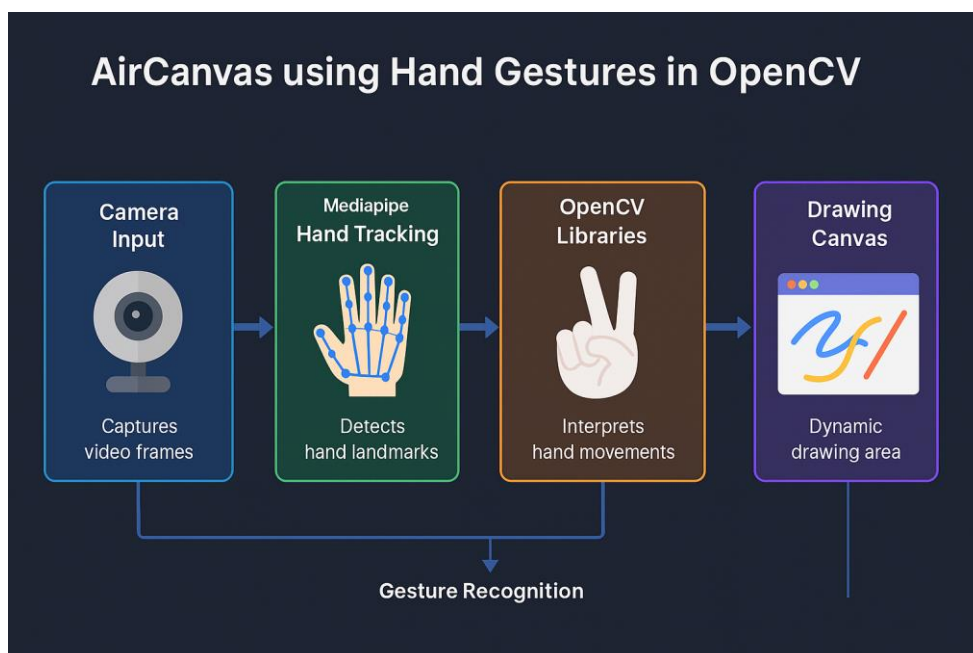 AirCanvas using Hand Gestures in OpenCV
Camera
Input
Captures
video frames
Mediapipe
Hand Tracking
Detects
hand landmarks
OpenCV
Libraries
Interprets
hand movements
Drawing
Canvas
Dynamic
drawing area
Gesture Recognition